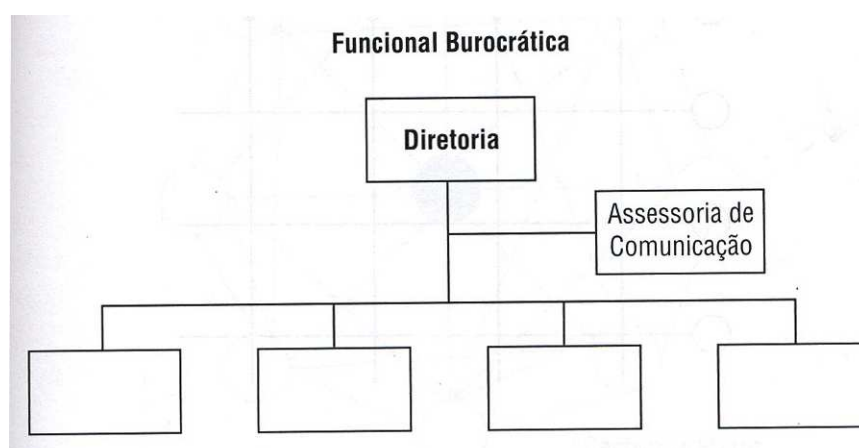 Funcional Burocrática
Diretoria
Assessoria de
Comunicação